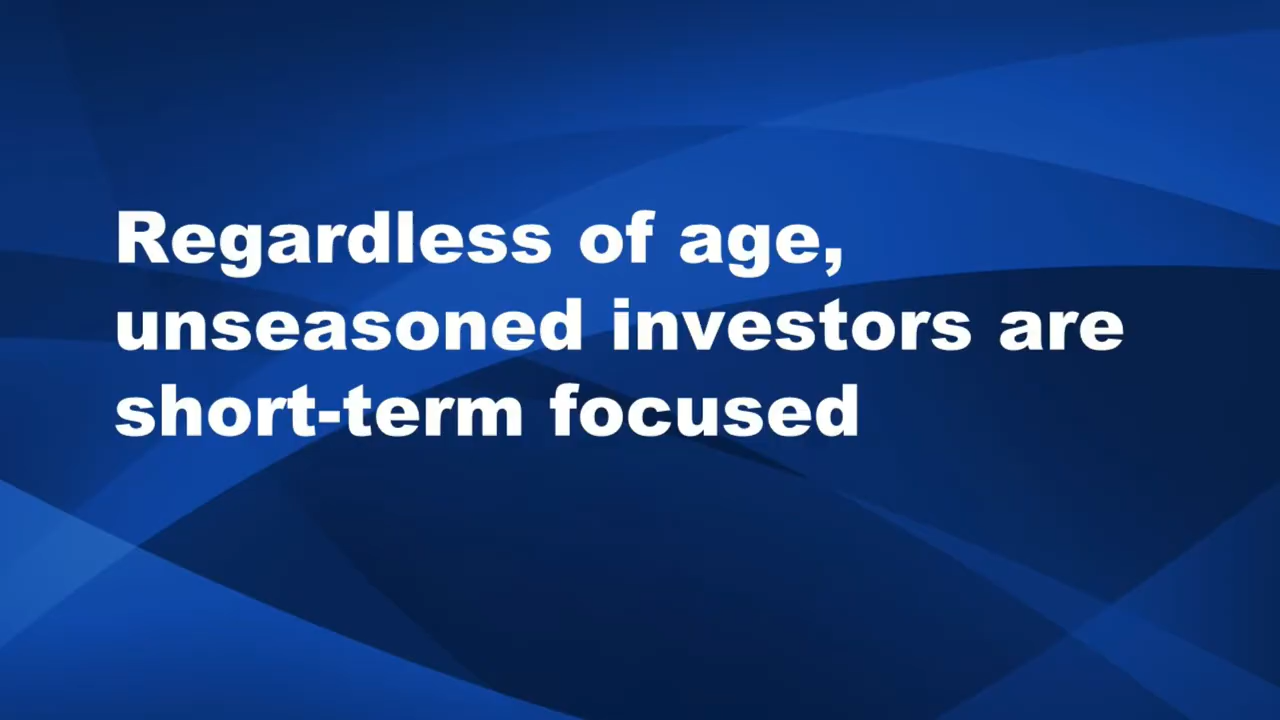 Regardless of age,
unseasoned investors are
short-term focused